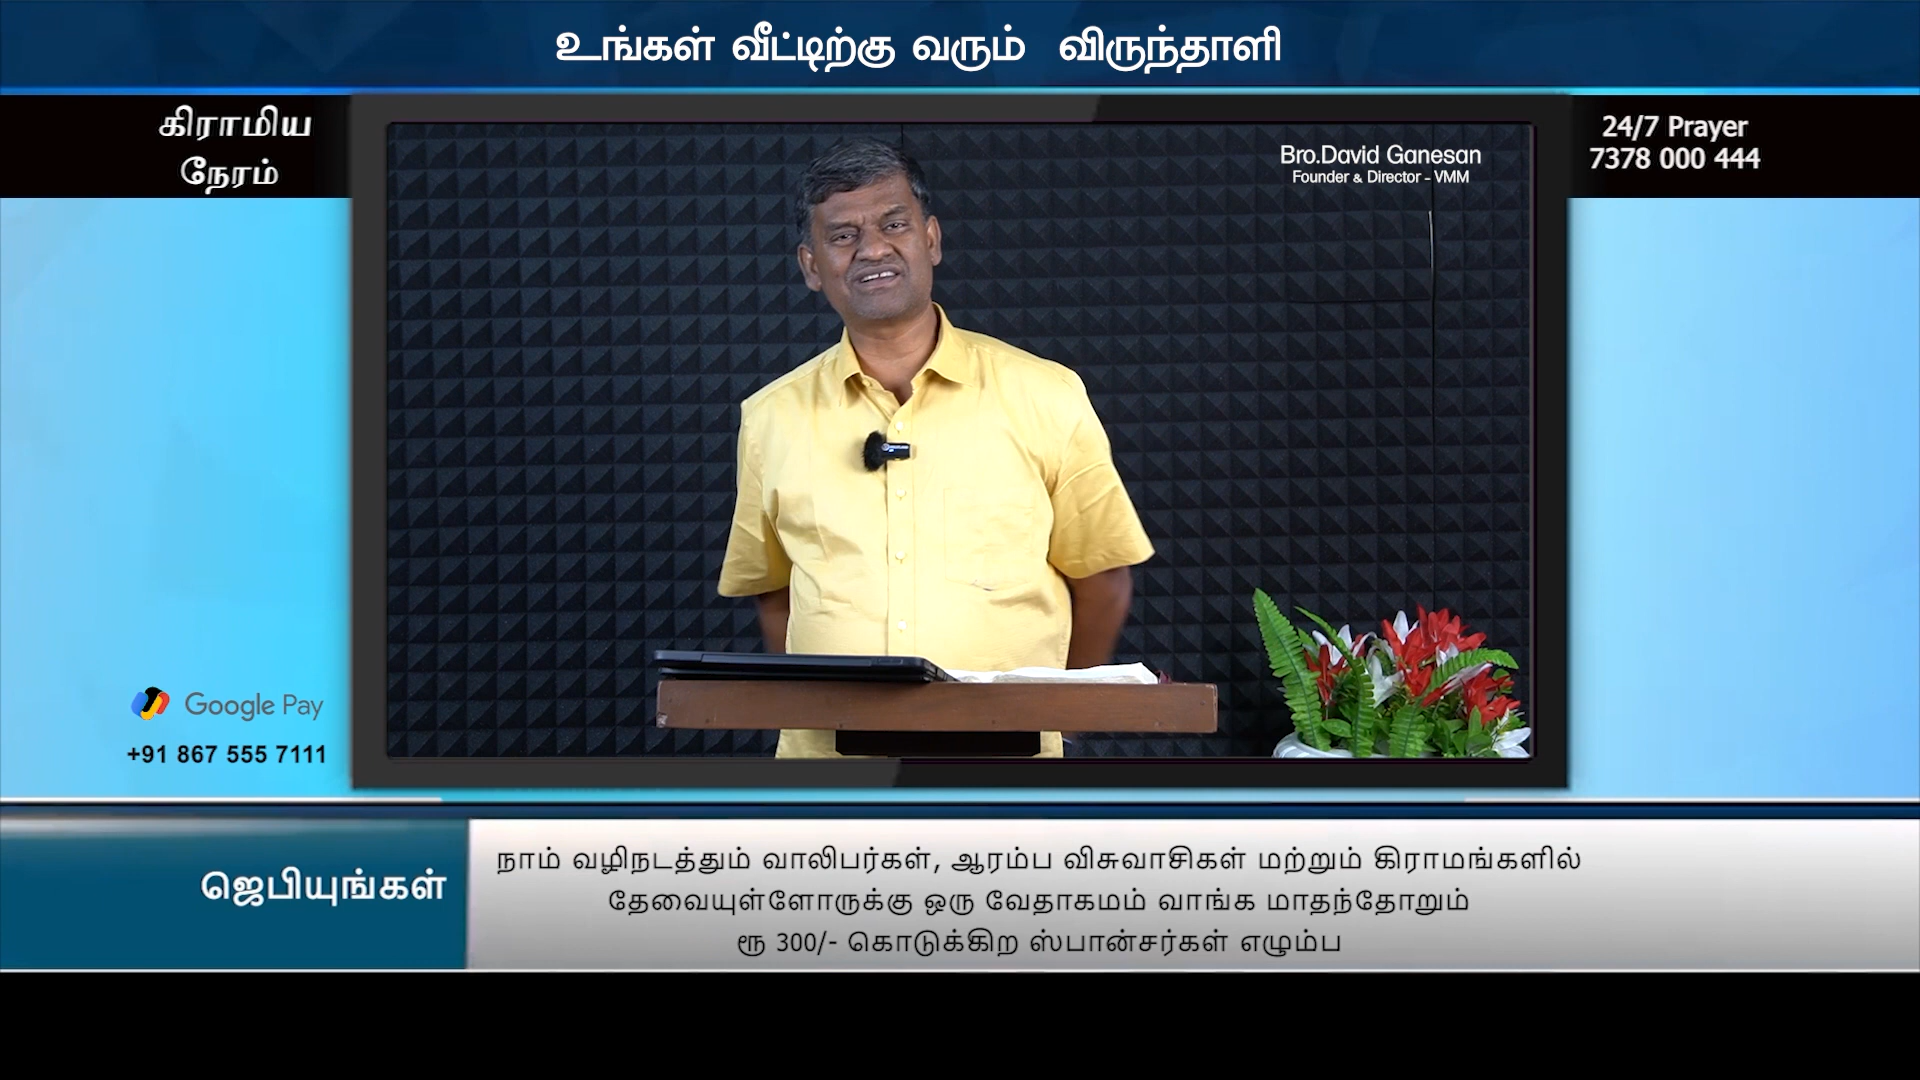 உங்கள் வீட்டிற்கு வரும் விருந்தாளி
கிராமிய
நேரம்
24/7 Prayer
7378 000 444
Bro.David Ganesan
Founder & Director - VMM
Google Pay
+91 867 555 7111
ஜெபியுங்கள்
நாம் வழிநடத்தும் வாலிபர்கள், ஆரம்ப விசுவாசிகள் மற்றும் கிராமங்களில்
தேவையுள்ளோருக்கு ஒரு வேதாகமம் வாங்க மாதந்தோறும்
ரூ 300/- கொடுக்கிற ஸ்பான்சர்கள் எழும்ப